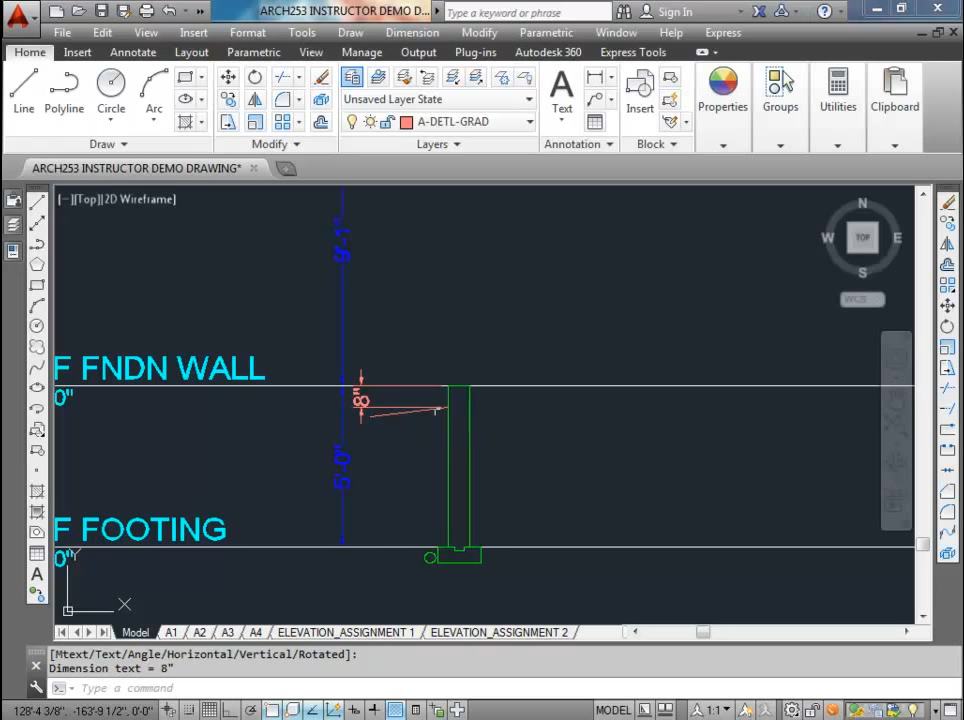 ARCH253 INSTRUCTOR DEMO D...
Type a keyword or phrase
Sign In
File Edit View Insert Format Tools Draw Dimension Modify Parametric Window Help Express
Home Insert Annotate Layout Parametric View Manage Output Plug-ins Autodesk 360 Express Tools
Line Polyline Circle Arc
Unsaved Layer State
A-DETL-GRAD
Text
Insert
Properties Groups Utilities Clipboard
Draw Modify Layers Annotation Block
ARCH253 INSTRUCTOR DEMO DRAWING*
[−][Top][2D Wireframe]
N
W TOP E
S
WCS
9'-1"
F FNDN WALL
0"
8"
5'-0"
F FOOTING
0"
Y
X
Model A1 A2 A3 A4 ELEVATION_ASSIGNMENT 1 ELEVATION_ASSIGNMENT 2
[Mtext/Text/Angle/Horizontal/Vertical/Rotated]:
Dimension text = 8"
Type a command
128'-4 3/8", -163'-9 1/2", 0'-0" MODEL 1:1